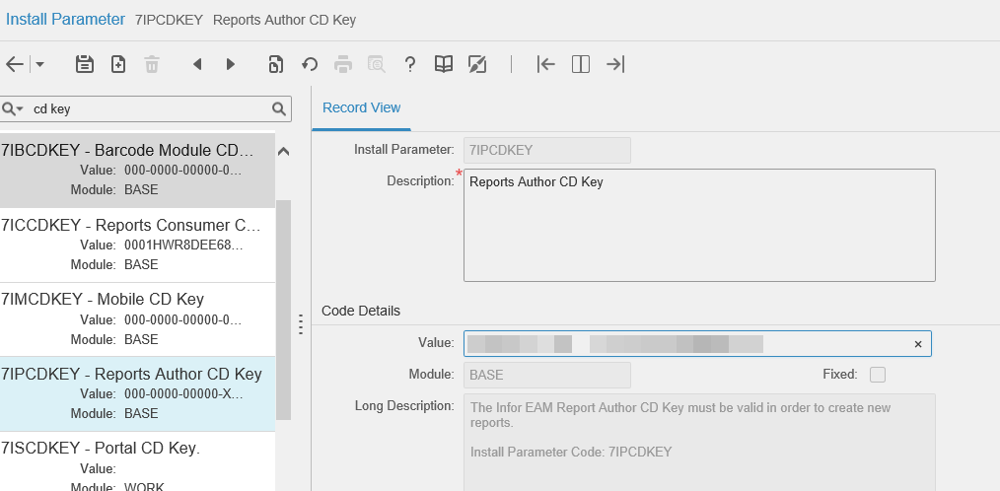 Install Parameter 7IPCDKEY Reports Author CD Key
cd key
7IBCDKEY - Barcode Module CD...
Value: 000-0000-00000-0...
Module: BASE
7ICCDKEY - Reports Consumer C...
Value: 0001HWR8DEE68...
Module: BASE
7IMCDKEY - Mobile CD Key
Value: 000-0000-00000-0...
Module: BASE
7IPCDKEY - Reports Author CD Key
Value: 000-0000-00000-X...
Module: BASE
7ISCDKEY - Portal CD Key.
Value:
Module: WORK
Record View
Install Parameter: 7IPCDKEY
Description: * Reports Author CD Key
Code Details
Value:
Module: BASE Fixed:
Long Description: The Infor EAM Report Author CD Key must be valid in order to create new
reports.
Install Parameter Code: 7IPCDKEY